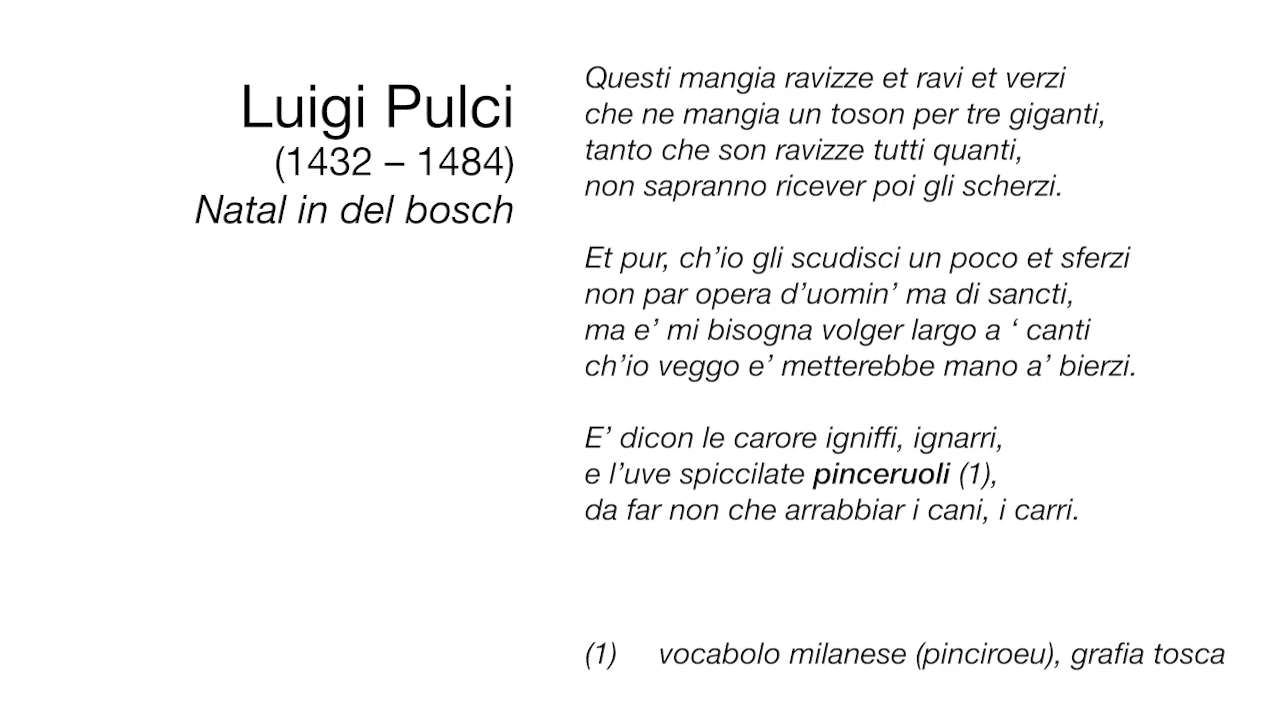 Luigi Pulci
(1432 – 1484)
Natal in del bosch
Questi mangia ravizze et ravi et verzi
che ne mangia un toson per tre giganti,
tanto che son ravizze tutti quanti,
non sapranno ricever poi gli scherzi.
Et pur, ch’io gli scudisci un poco et sferzi
non par opera d’uomin’ ma di sancti,
ma e’ mi bisogna volger largo a ‘ canti
ch’io veggo e’ metterebbe mano a’ bierzi.
E’ dicon le carore igniffi, ignarri,
e l’uve spiccilate pinceruoli (1),
da far non che arrabbiar i cani, i carri.
(1) vocabolo milanese (pinciroeu), grafia tosca